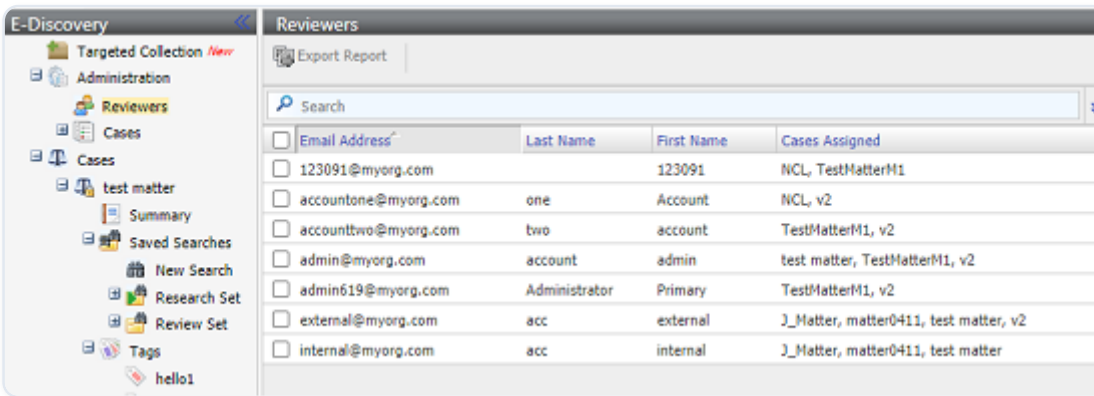 E-Discovery
Targeted Collection New
Administration
Reviewers
Cases
Cases
test matter
Summary
Saved Searches
New Search
Research Set
Review Set
Tags
hello1
Reviewers
Export Report
Search
Email Address Last Name First Name Cases Assigned
123091@myorg.com 123091 NCL, TestMatterM1
accountone@myorg.com one Account NCL, v2
accounttwo@myorg.com two account TestMatterM1, v2
admin@myorg.com account admin test matter, TestMatterM1, v2
admin619@myorg.com Administrator Primary TestMatterM1, v2
external@myorg.com acc external J_Matter, matter0411, test matter, v2
internal@myorg.com acc internal J_Matter, matter0411, test matter